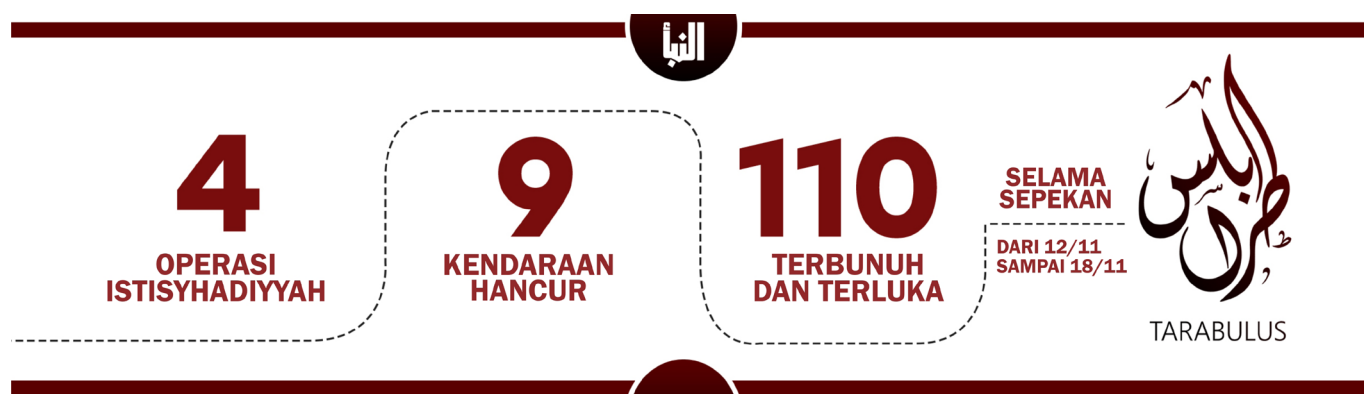 النبأ
4
OPERASI
ISTISYHADIYYAH
9
KENDARAAN
HANCUR
110
TERBUNUH
DAN TERLUKA
SELAMA
SEPEKAN
DARI 12/11
SAMPAI 18/11
طرابلس
TARABULUS